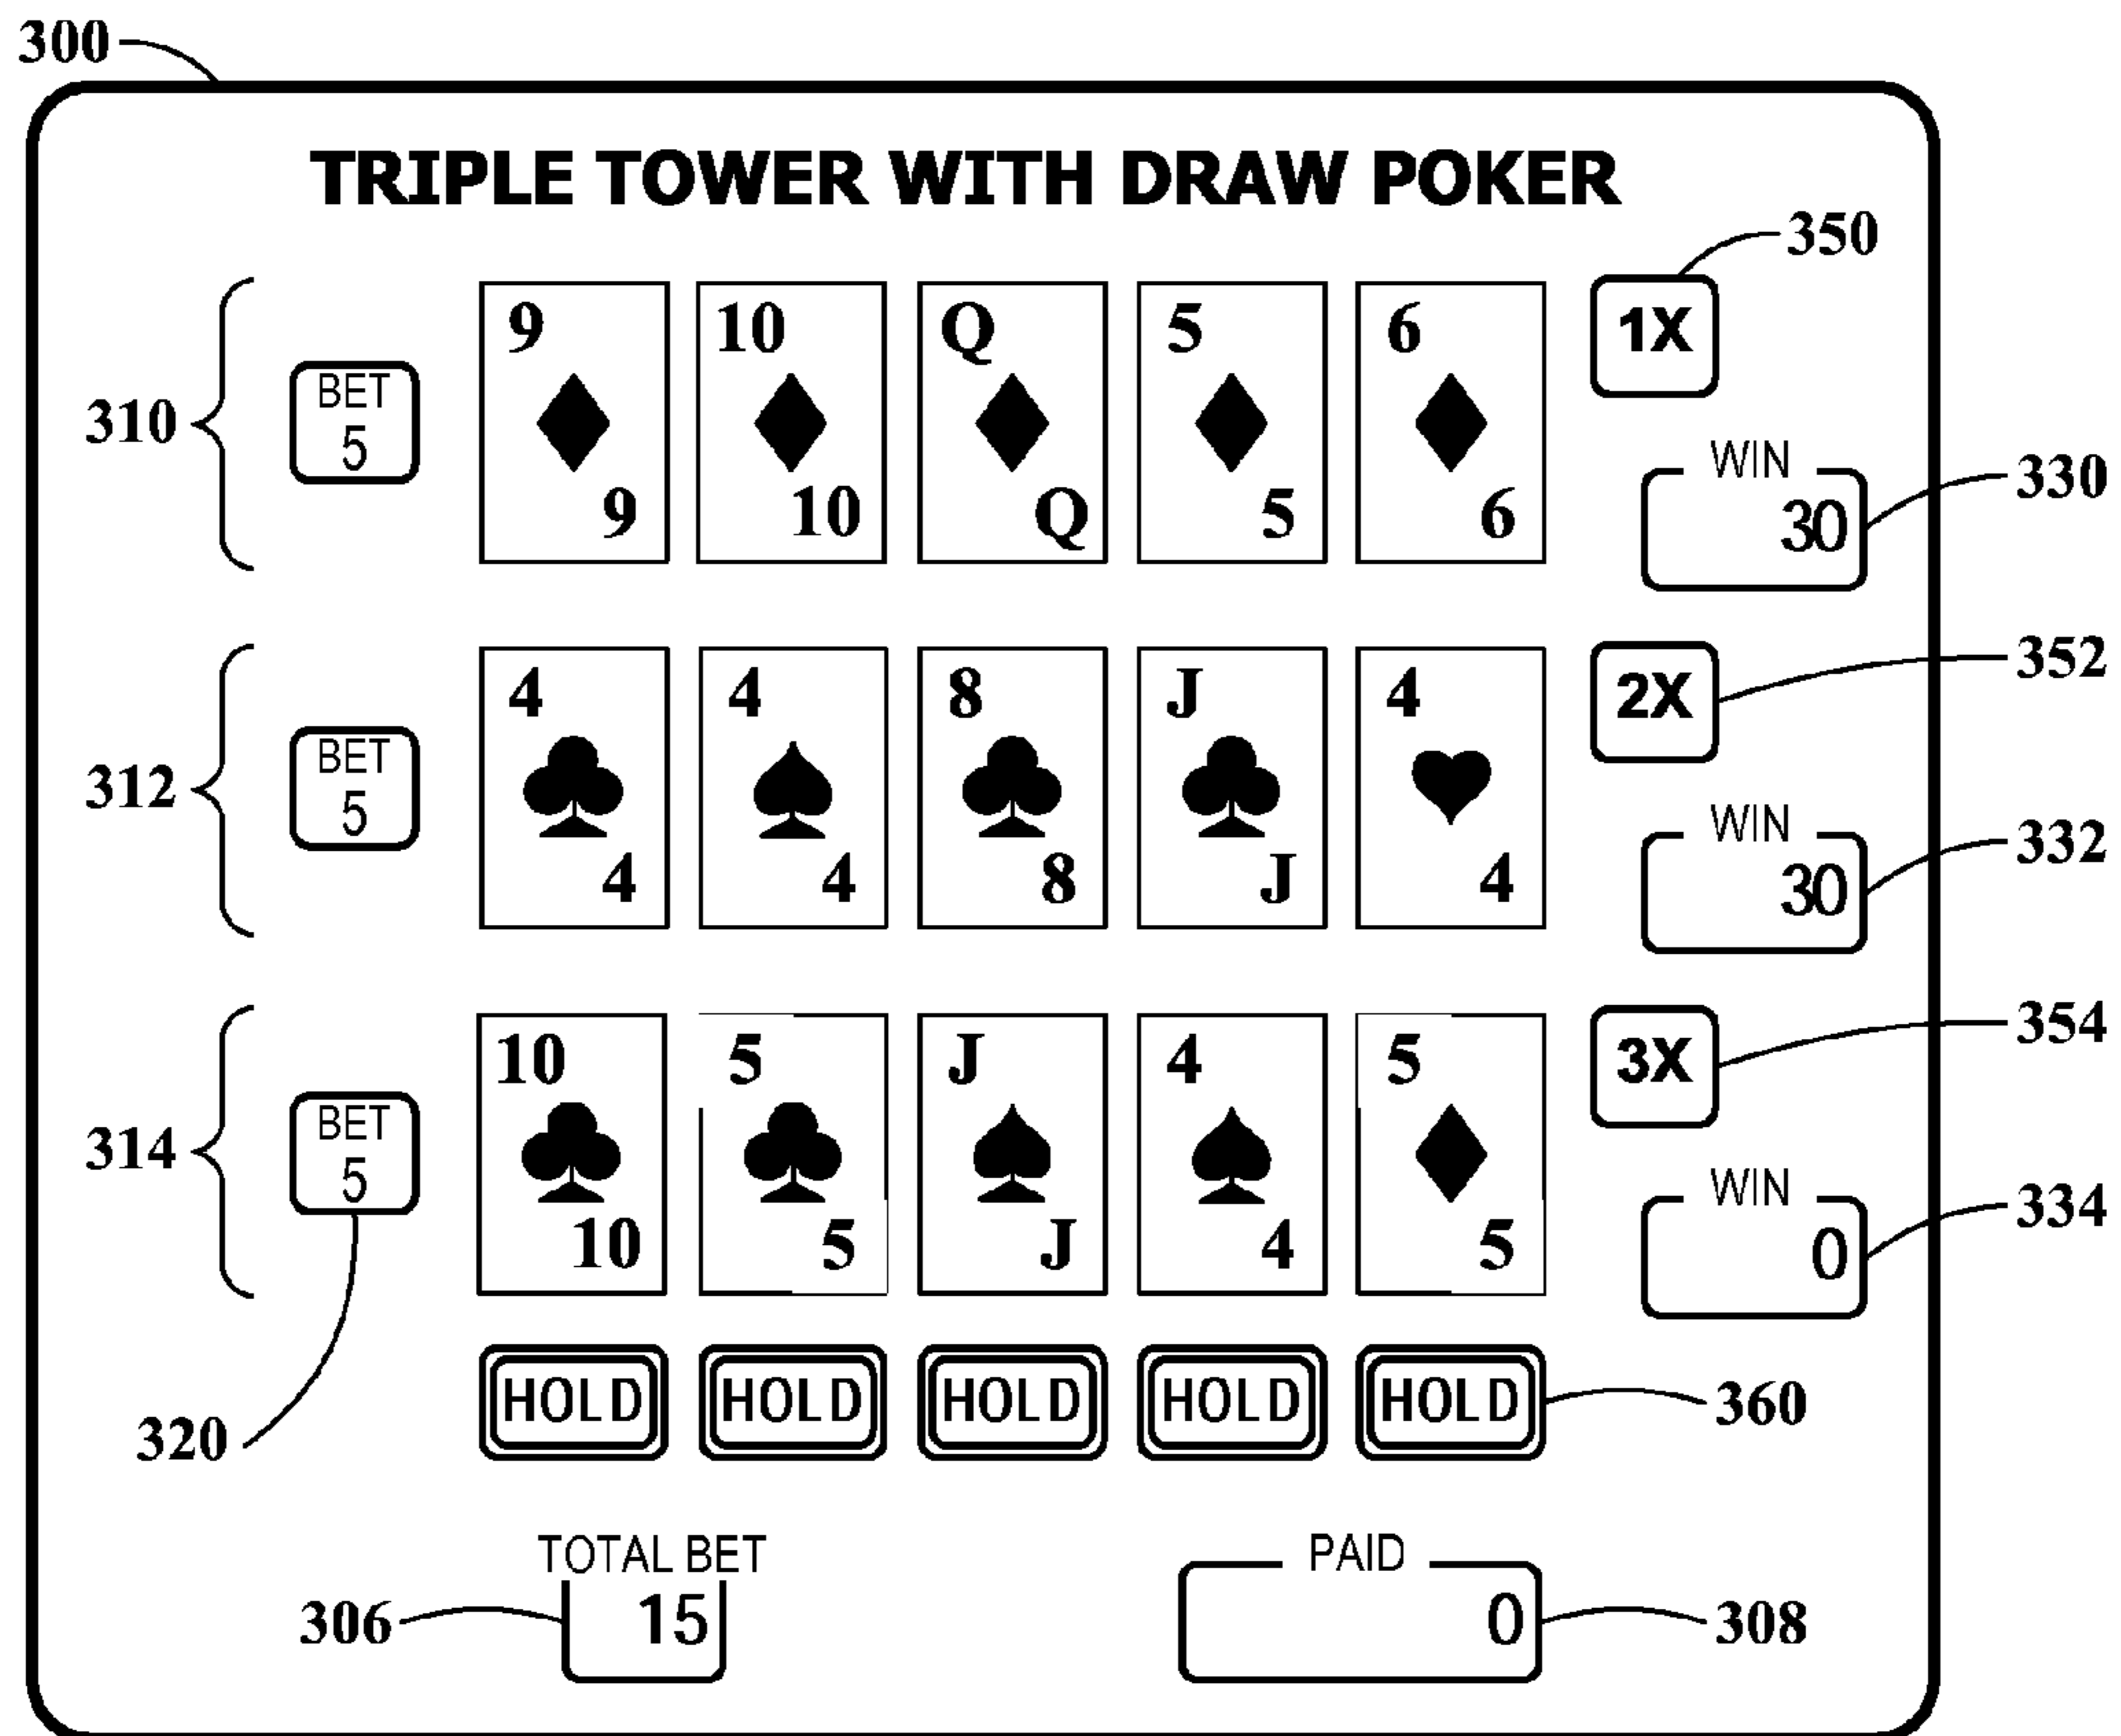 300
TRIPLE TOWER WITH DRAW POKER
350
9 10 Q 5 6 1X
310
BET
5
WIN
30
330
9 10 Q 5 6
352
4 4 8 J 4 2X
312
BET
5
WIN
30
332
4 4 8 J 4
354
10 5 J 4 5 3X
314
BET
5
WIN
0
334
10 5 J 4 5
320
HOLD HOLD HOLD HOLD HOLD
360
TOTAL BET
15
306
PAID
0
308